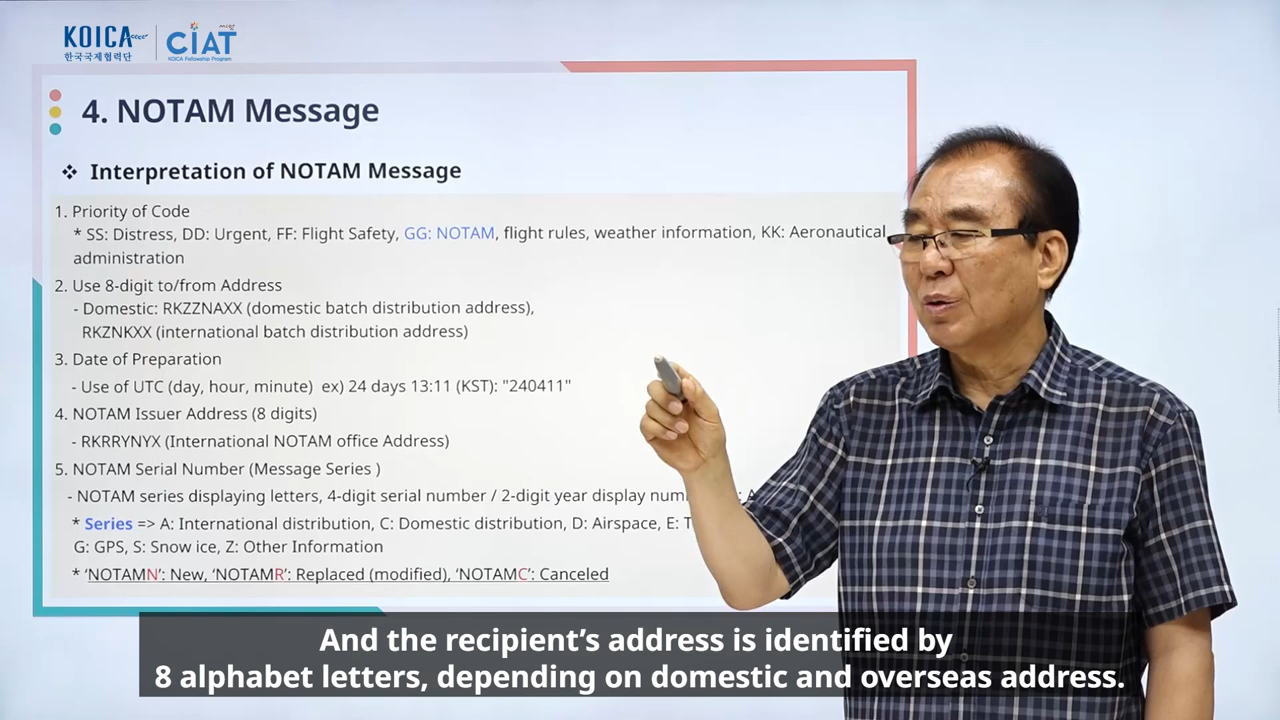 KOICA
한국국제협력단
CIAT
KOICA Fellowship Program
4. NOTAM Message
❖ Interpretation of NOTAM Message
1. Priority of Code
* SS: Distress, DD: Urgent, FF: Flight Safety, GG: NOTAM, flight rules, weather information, KK: Aeronautical
administration
2. Use 8-digit to/from Address
- Domestic: RKZZNAXX (domestic batch distribution address),
RKZNKXX (international batch distribution address)
3. Date of Preparation
- Use of UTC (day, hour, minute) ex) 24 days 13:11 (KST): "240411"
4. NOTAM Issuer Address (8 digits)
- RKRRYNYX (International NOTAM office Address)
5. NOTAM Serial Number (Message Series )
- NOTAM series displaying letters, 4-digit serial number / 2-digit year display
* Series => A: International distribution, C: Domestic distribution, D: Airspace, E:
G: GPS, S: Snow ice, Z: Other Information
* ‘NOTAMN’: New, ‘NOTAMR’: Replaced (modified), ‘NOTAMC’: Canceled
And the recipient’s address is identified by
8 alphabet letters, depending on domestic and overseas address.